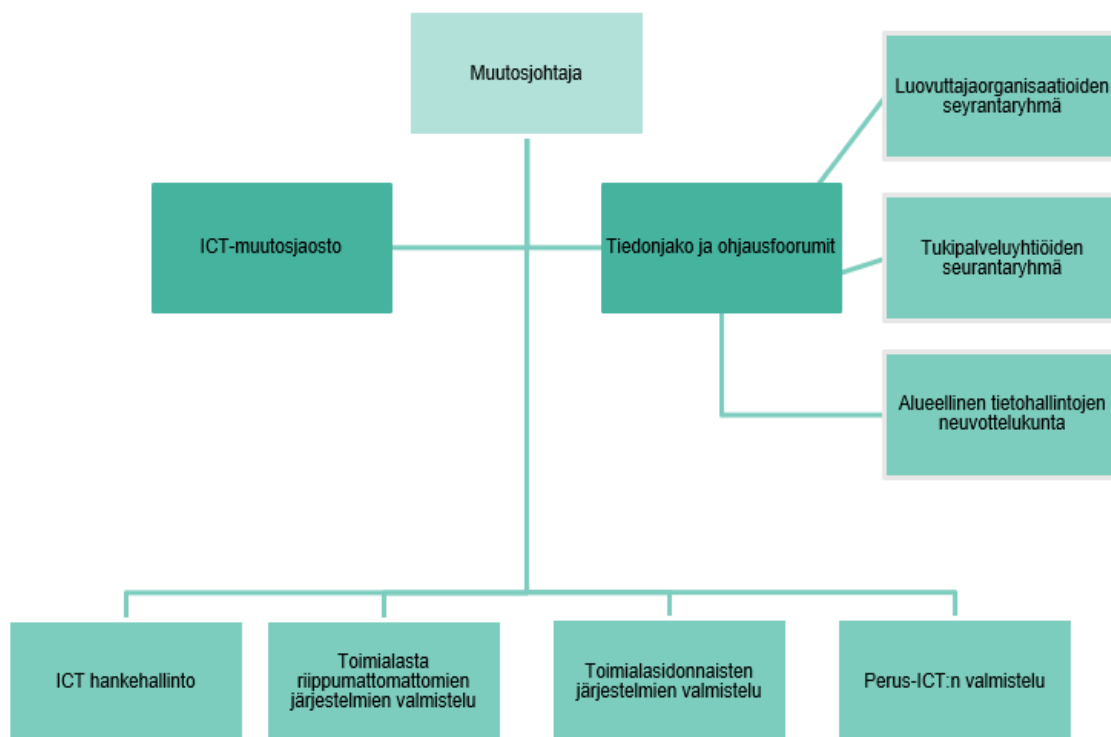 Muutosjohtaja
Luovuttajaorganisaatioiden
seyrantaryhmä
ICT-muutosjaosto
Tiedonjako ja ohjausfoorumit
Tukipalveluyhtiöiden
seurantaryhmä
Alueellinen tietohallintojen
neuvottelukunta
ICT hankehallinto
Toimialasta
riippumattomattomien
järjestelmien valmistelu
Toimialasidonnaisten
järjestelmien valmistelu
Perus-ICT:n valmistelu